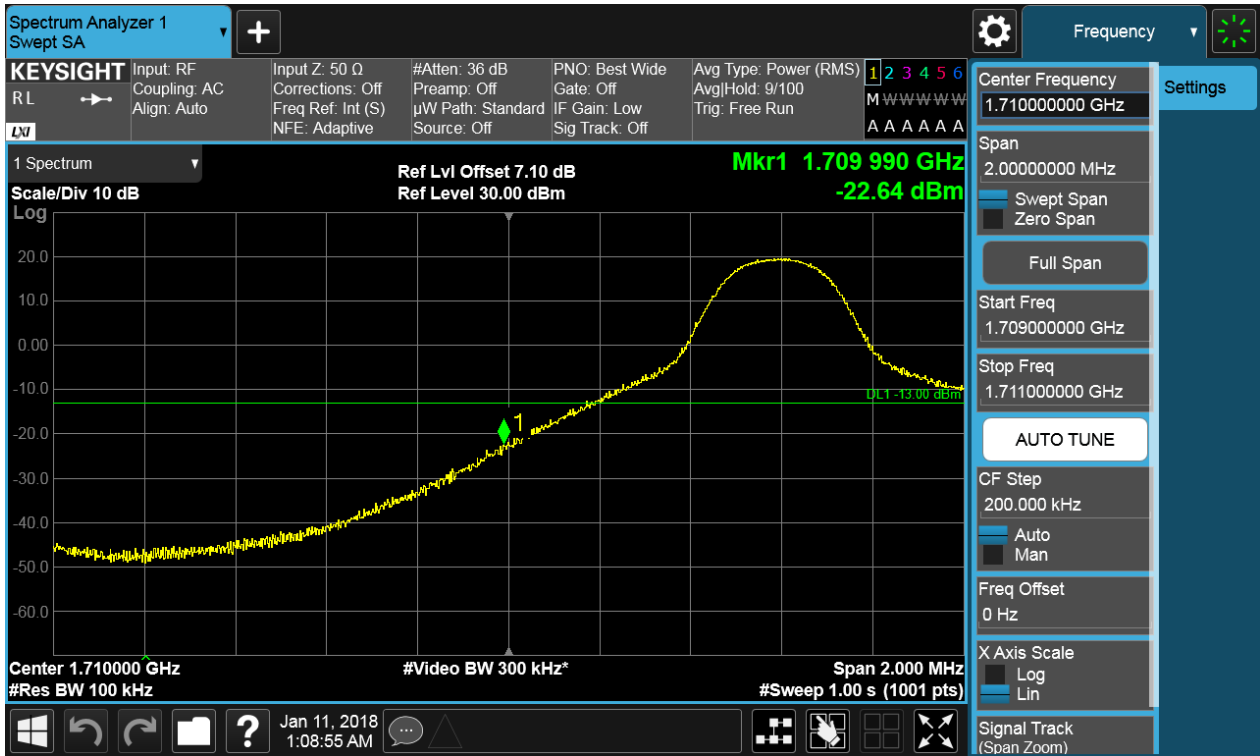 Spectrum Analyzer 1
Swept SA
+
Frequency
KEYSIGHT
R L
LXI
Input: RF
Coupling: AC
Align: Auto
Input Z: 50 Ω
Corrections: Off
Freq Ref: Int (S)
NFE: Adaptive
#Atten: 36 dB
Preamp: Off
µW Path: Standard
Source: Off
PNO: Best Wide
Gate: Off
IF Gain: Low
Sig Track: Off
Avg Type: Power (RMS)
Avg|Hold: 9/100
Trig: Free Run
1 2 3 4 5 6
M W W W W W
A A A A A A
1 Spectrum
Scale/Div 10 dB
Log
Ref Lvl Offset 7.10 dB
Ref Level 30.00 dBm
Mkr1 1.709 990 GHz
-22.64 dBm
20.0
10.0
0.00
-10.0
DL1 -13.00 dBm
1
-20.0
-30.0
-40.0
-50.0
-60.0
Center 1.71000 GHz
#Video BW 300 kHz*
Span 2.000 MHz
#Res BW 100 kHz
#Sweep 1.00 s (1001 pts)
Center Frequency
1.710000000 GHz
Span
2.00000000 MHz
Swept Span
Zero Span
Full Span
Start Freq
1.709000000 GHz
Stop Freq
1.711000000 GHz
AUTO TUNE
CF Step
200.000 kHz
Auto
Man
Freq Offset
0 Hz
X Axis Scale
Log
Lin
Signal Track
(Span Zoom)
Settings
?
Jan 11, 2018
1:08:55 AM